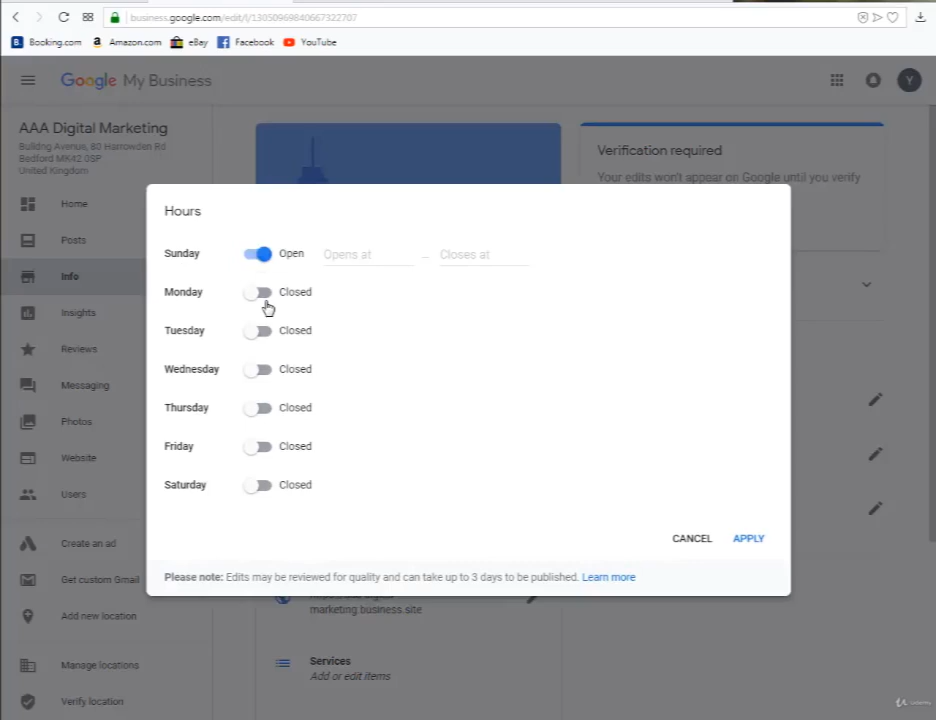 business.google.com/edit/l/13050969840667322707
Booking.com
Amazon.com
eBay
Facebook
YouTube
Google My Business
Y
AAA Digital Marketing
Building Avenue, 80 Harrowden Rd
Bedford MK42 0SP
United Kingdom
Home
Posts
Info
Insights
Reviews
Messaging
Photos
Website
Users
Create an ad
Get custom Gmail
Add new location
Manage locations
Verify location
Verification required
Your edits won't appear on Google until you verify
Hours
Sunday Open Opens at – Closes at
Monday Closed
Tuesday Closed
Wednesday Closed
Thursday Closed
Friday Closed
Saturday Closed
CANCEL APPLY
Please note: Edits may be reviewed for quality and can take up to 3 days to be published. Learn more
marketing.business.site
Services
Add or edit items
udemy